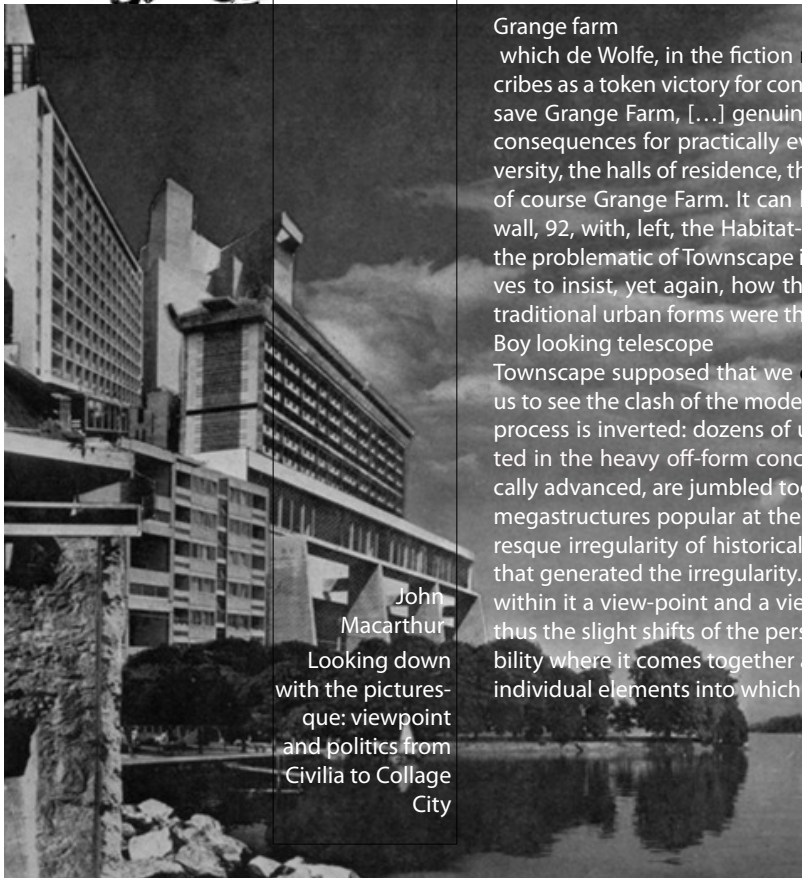 Grange farm
which de Wolfe, in the fiction
cribes as a token victory for con
save Grange Farm, […] genuin
consequences for practically ev
versity, the halls of residence, th
of course Grange Farm. It can
wall, 92, with, left, the Habitat-
the problematic of Townscape i
ves to insist, yet again, how th
traditional urban forms were th
Boy looking telescope
Townscape supposed that we
us to see the clash of the mode
process is inverted: dozens of u
ted in the heavy off-form conc
cally advanced, are jumbled to
megastructures popular at the
resque irregularity of historical
that generated the irregularity.
within it a view-point and a vie
thus the slight shifts of the pers
bility where it comes together
individual elements into which
John
Macarthur
Looking down
with the pictures-
que: viewpoint
and politics from
Civilia to Collage
City